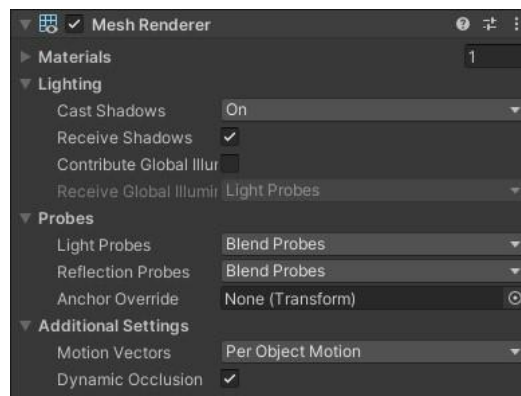 Mesh Renderer
Materials 1
Lighting
Cast Shadows On
Receive Shadows
Contribute Global Illur
Receive Global Illumir Light Probes
Probes
Light Probes Blend Probes
Reflection Probes Blend Probes
Anchor Override None (Transform)
Additional Settings
Motion Vectors Per Object Motion
Dynamic Occlusion